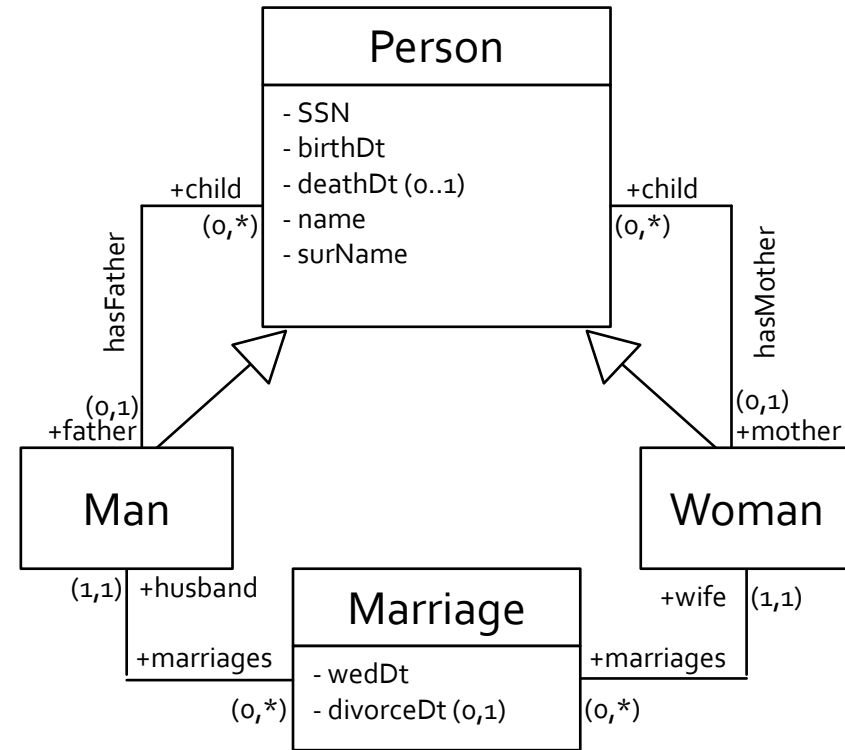 Person
- SSN
- birthDt
- deathDt (0..1)
- name
- surName
+child
(0,*)
+child
(0,*)
hasFather
hasMother
(0,1)
+father
(0,1)
+mother
Man
Woman
(1,1) +husband
+wife (1,1)
Marriage
+marriages
(0,*)
- wedDt
- divorceDt (0,1)
+marriages
(0,*)